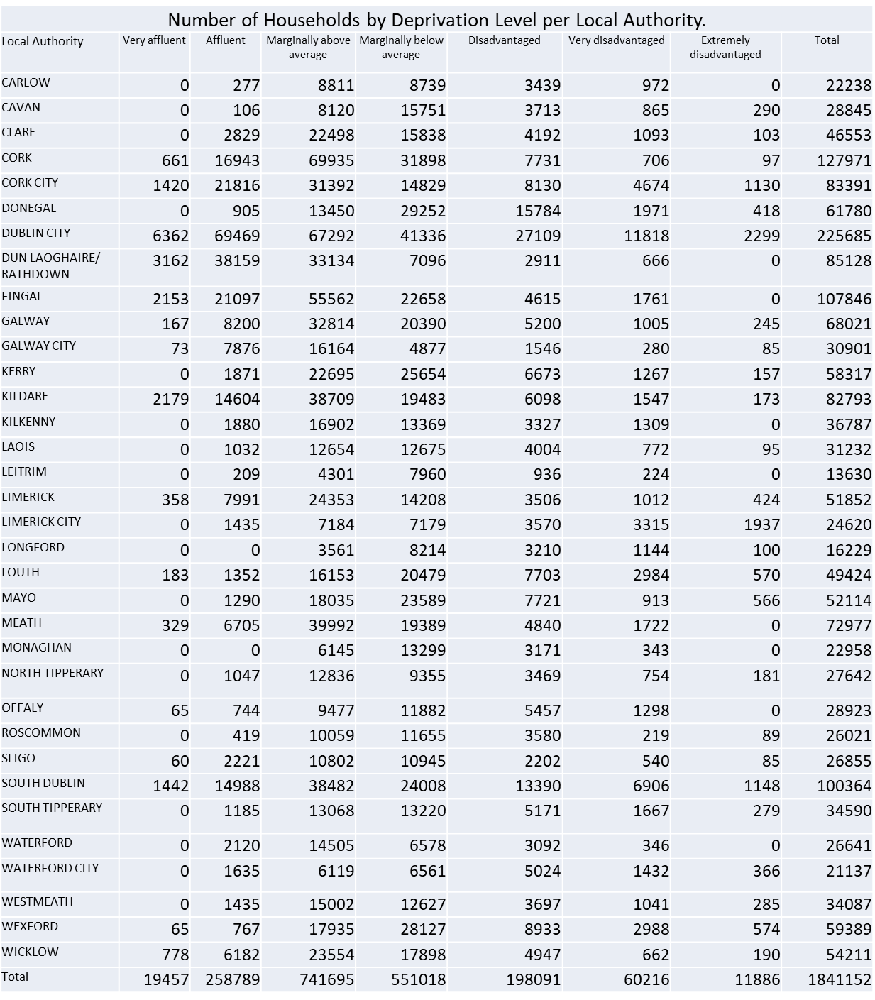 Number of Households by Deprivation Level per Local Authority.
Local Authority Very affluent Affluent Marginally above average Marginally below average Disadvantaged Very disadvantaged Extremely disadvantaged Total
CARLOW 0 277 8811 8739 3439 972 0 22238
CAVAN 0 106 8120 15751 3713 865 290 28845
CLARE 0 2829 22498 15838 4192 1093 103 46553
CORK 661 16943 69935 31898 7731 706 97 127971
CORK CITY 1420 21816 31392 14829 8130 4674 1130 83391
DONEGAL 0 905 13450 29252 15784 1971 418 61780
DUBLIN CITY 6362 69469 67292 41336 27109 11818 2299 225685
DUN LAOGHAIRE/ RATHDOWN 3162 38159 33134 7096 2911 666 0 85128
FINGAL 2153 21097 55562 22658 4615 1761 0 107846
GALWAY 167 8200 32814 20390 5200 1005 245 68021
GALWAY CITY 73 7876 16164 4877 1546 280 85 30901
KERRY 0 1871 22695 25654 6673 1267 157 58317
KILDARE 2179 14604 38709 19483 6098 1547 173 82793
KILKENNY 0 1880 16902 13369 3327 1309 0 36787
LAOIS 0 1032 12654 12675 4004 772 95 31232
LEITRIM 0 209 4301 7960 936 224 0 13630
LIMERICK 358 7991 24353 14208 3506 1012 424 51852
LIMERICK CITY 0 1435 7184 7179 3570 3315 1937 24620
LONGFORD 0 0 3561 8214 3210 1144 100 16229
LOUTH 183 1352 16153 20479 7703 2984 570 49424
MAYO 0 1290 18035 23589 7721 913 566 52114
MEATH 329 6705 39992 19389 4840 1722 0 72977
MONAGHAN 0 0 6145 13299 3171 343 0 22958
NORTH TIPPERARY 0 1047 12836 9355 3469 754 181 27642
OFFALY 65 744 9477 11882 5457 1298 0 28923
ROSCOMMON 0 419 10059 11655 3580 219 89 26021
SLIGO 60 2221 10802 10945 2202 540 85 26855
SOUTH DUBLIN 1442 14988 38482 24008 13390 6906 1148 100364
SOUTH TIPPERARY 0 1185 13068 13220 5171 1667 279 34590
WATERFORD 0 2120 14505 6578 3092 346 0 26641
WATERFORD CITY 0 1635 6119 6561 5024 1432 366 21137
WESTMEATH 0 1435 15002 12627 3697 1041 285 34087
WEXFORD 65 767 17935 28127 8933 2988 574 59389
WICKLOW 778 6182 23554 17898 4947 662 190 54211
Total 19457 258789 741695 551018 198091 60216 11886 1841152